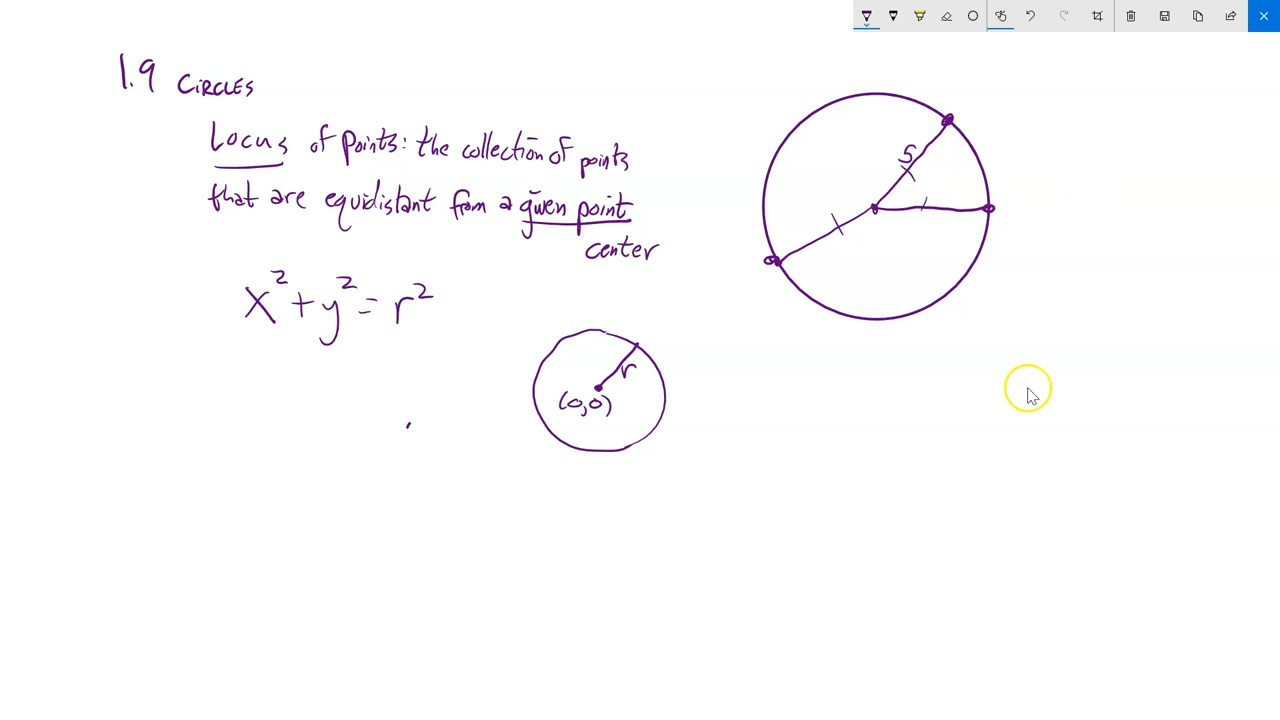 1.9 CIRCLES
Locus of points: the collection of points
that are equidistant from a given point
center
x²+y²=r²
5
r
(0,0)